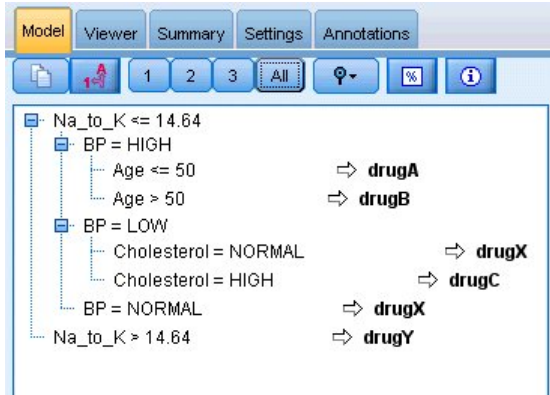 Model Viewer Summary Settings Annotations
1 2 3 All %
Na_to_K <= 14.64
BP = HIGH
Age <= 50 ⇨ drugA
Age > 50 ⇨ drugB
BP = LOW
Cholesterol = NORMAL ⇨ drugX
Cholesterol = HIGH ⇨ drugC
BP = NORMAL ⇨ drugX
Na_to_K > 14.64 ⇨ drugY